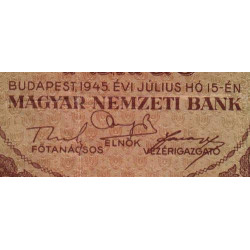 BUDAPEST, 1945. ÉVI JÚLIUS HÓ 15-ÉN
MAGYAR NEMZETI BANK
ELNÖK
FŐTANÁCSOS VEZÉRIGAZGATÓ